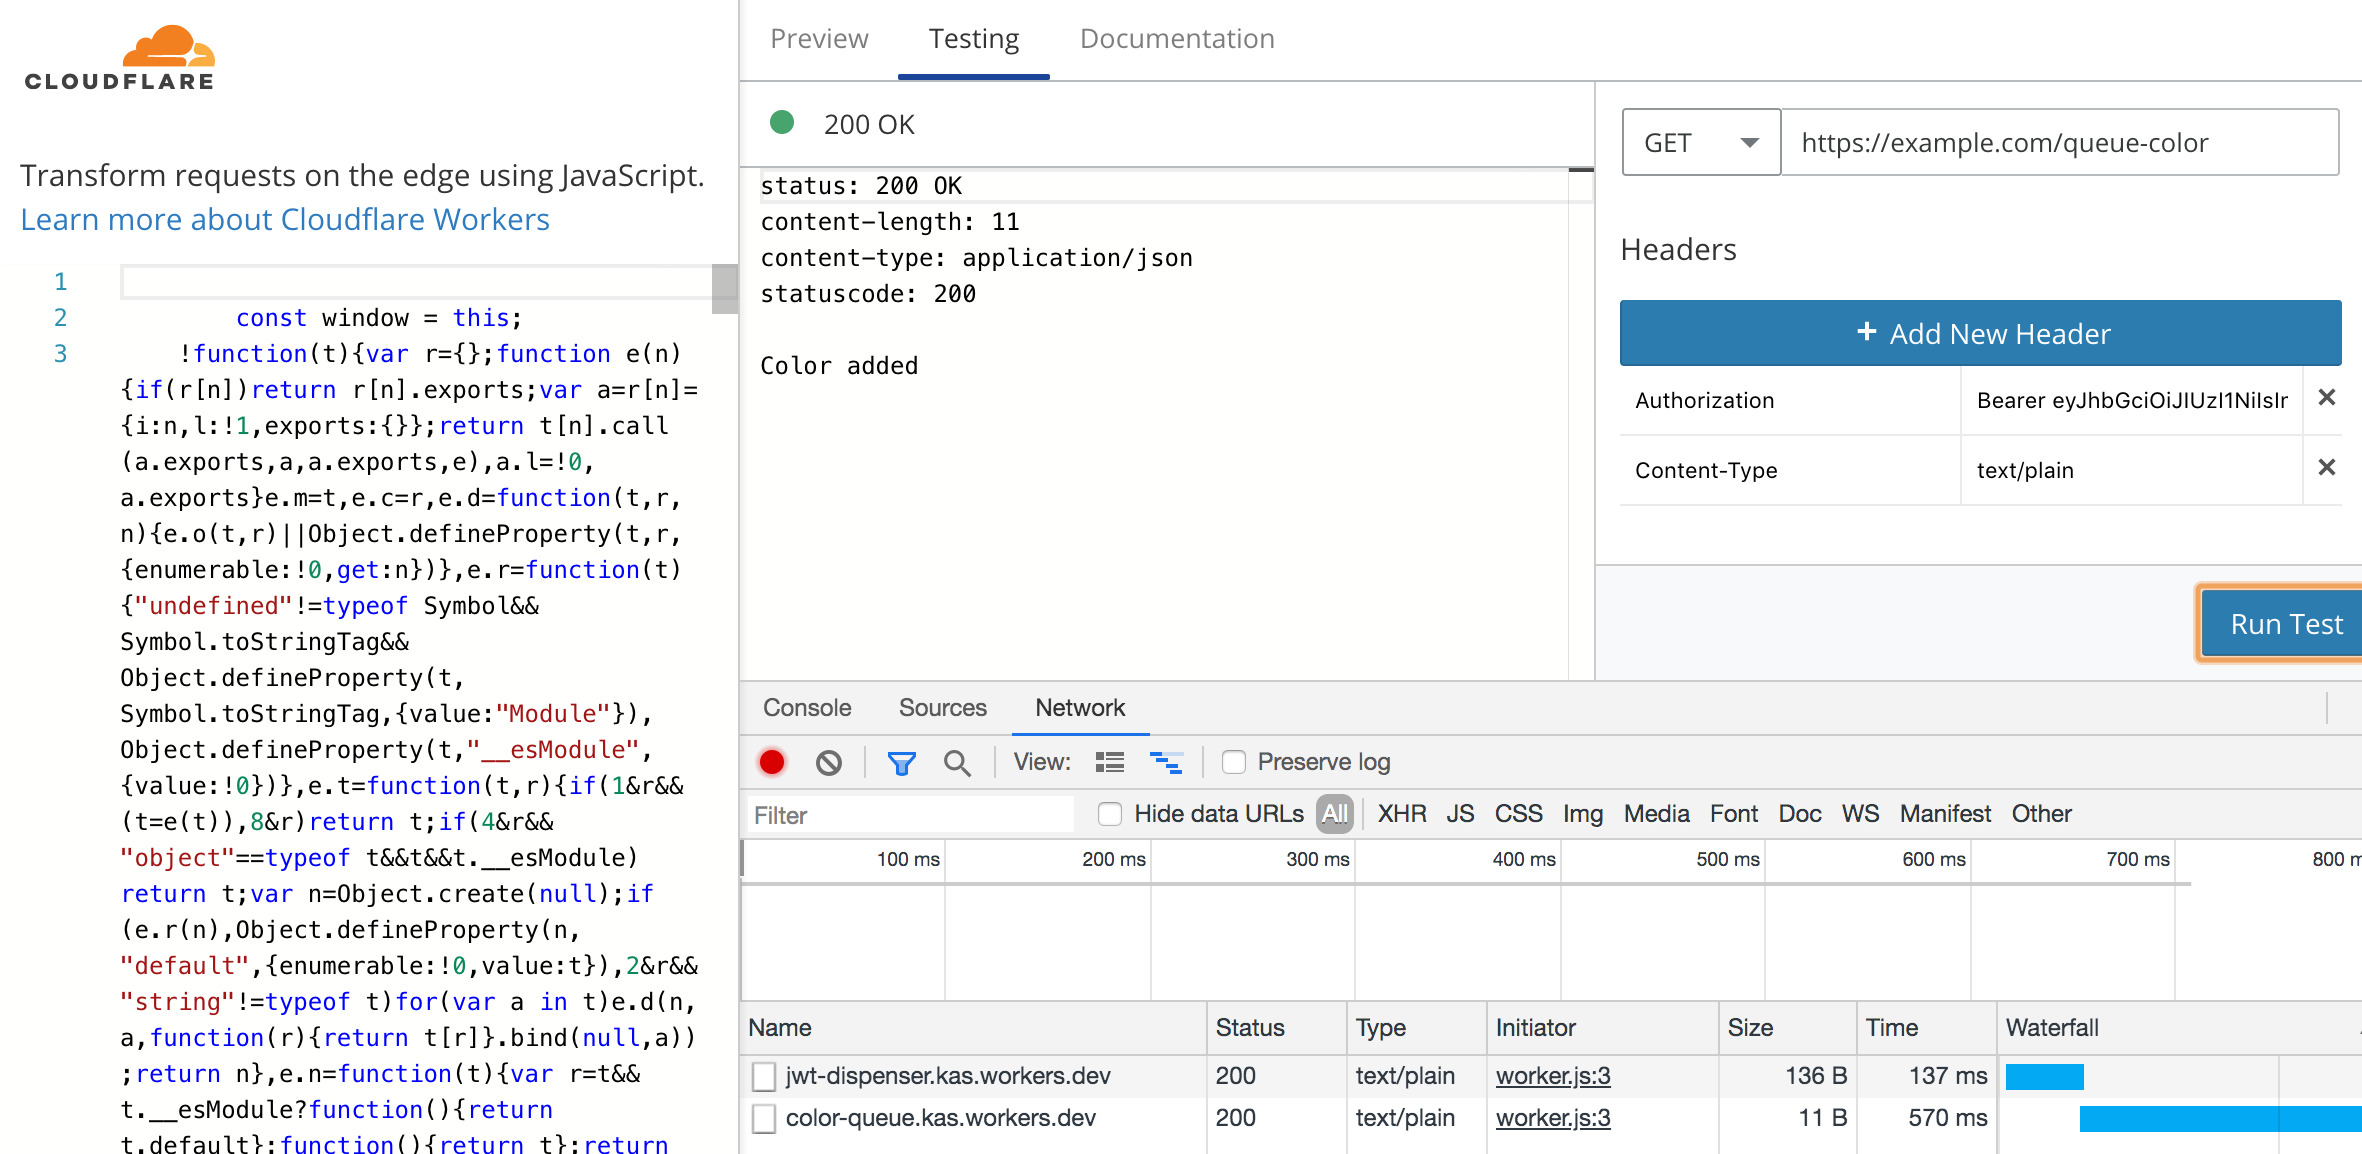 CLOUDFLARE
Transform requests on the edge using JavaScript.
Learn more about Cloudflare Workers
1
2 const window = this;
3 !function(t){var r={};function e(n)
{if(r[n])return r[n].exports;var a=r[n]=
{i:n,l:!1,exports:{}};return t[n].call
(a.exports,a,a.exports,e),a.l=!0,
a.exports}e.m=t,e.c=r,e.d=function(t,r,
n){e.o(t,r)||Object.defineProperty(t,r,
{enumerable:!0,get:n})},e.r=function(t)
{"undefined"!=typeof Symbol&&
Symbol.toStringTag&&
Object.defineProperty(t,
Symbol.toStringTag,{value:"Module"}),
Object.defineProperty(t,"__esModule",
{value:!0})},e.t=function(t,r){if(1&r&&
(t=e(t)),8&r)return t;if(4&r&&
"object"==typeof t&&t&&t.__esModule)
return t;var n=Object.create(null);if
(e.r(n),Object.defineProperty(n,
"default",{enumerable:!0,value:t}),2&r&&
"string"!=typeof t)for(var a in t)e.d(n,
a,function(r){return t[r]}.bind(null,a))
;return n},e.n=function(t){var r=t&&
t.__esModule?function(){return
t.default}:function(){return t};return
Preview Testing Documentation
200 OK
status: 200 OK
content-length: 11
content-type: application/json
statuscode: 200
Color added
GET https://example.com/queue-color
Headers
+ Add New Header
Authorization Bearer eyJhbGciOiJIUzI1NiIsIr
Content-Type text/plain
Run Test
Console Sources Network
View: Preserve log
Filter Hide data URLs All XHR JS CSS Img Media Font Doc WS Manifest Other
100 ms 200 ms 300 ms 400 ms 500 ms 600 ms 700 ms 800 m
Name Status Type Initiator Size Time Waterfall
jwt-dispenser.kas.workers.dev 200 text/plain worker.js:3 136 B 137 ms
color-queue.kas.workers.dev 200 text/plain worker.js:3 11 B 570 ms